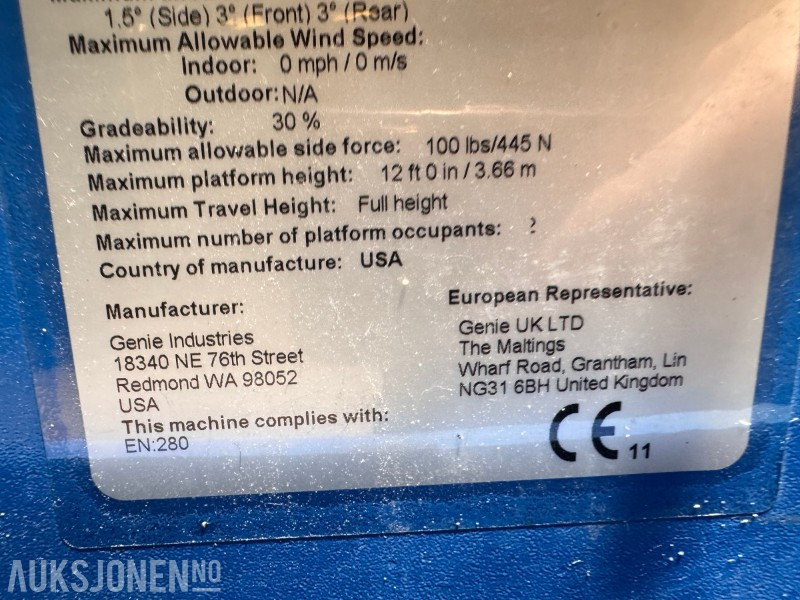 1.5° (Side) 3° (Front) 3° (Rear)
Maximum Allowable Wind Speed:
Indoor: 0 mph / 0 m/s
Outdoor: N/A
Gradeability: 30 %
Maximum allowable side force: 100 lbs/445 N
Maximum platform height: 12 ft 0 in / 3.66 m
Maximum Travel Height: Full height
Maximum number of platform occupants:
Country of manufacture: USA
Manufacturer:
Genie Industries
18340 NE 76th Street
Redmond WA 98052
USA
This machine complies with:
EN:280
European Representative:
Genie UK LTD
The Maltings
Wharf Road, Grantham, Lin
NG31 6BH United Kingdom
CE 11
AUKSJONEN.NO